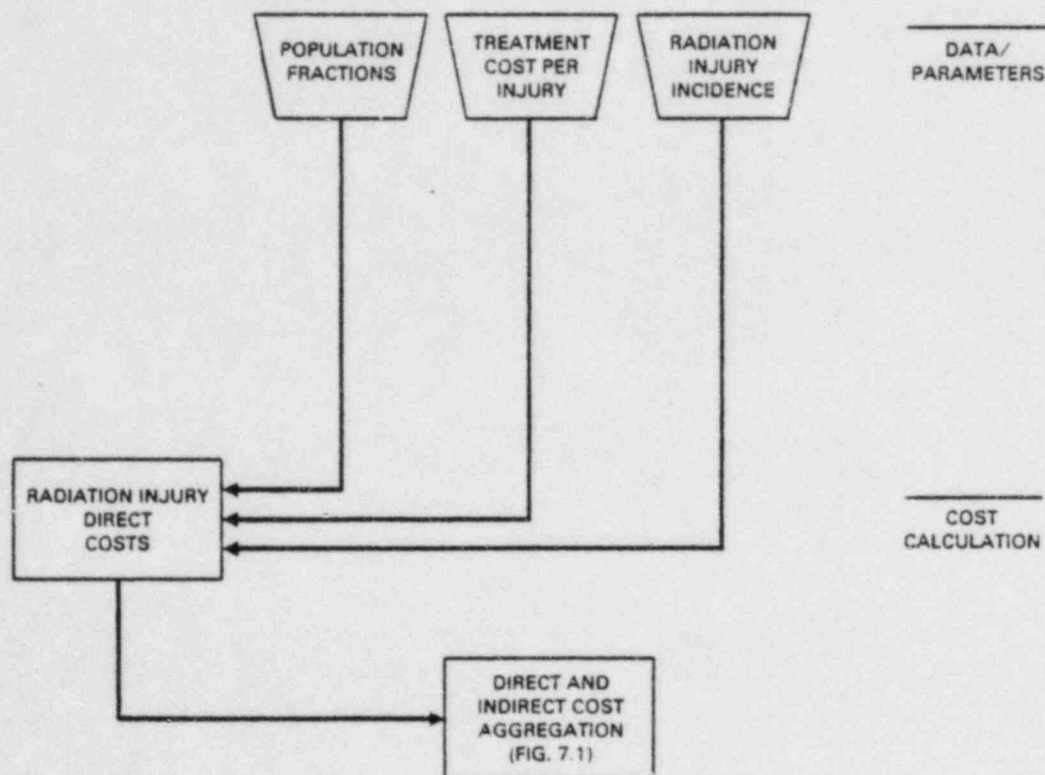 POPULATION
FRACTIONS
TREATMENT
COST PER
INJURY
RADIATION
INJURY
INCIDENCE
DATA/
PARAMETERS
RADIATION INJURY
DIRECT
COSTS
COST
CALCULATION
DIRECT AND
INDIRECT COST
AGGREGATION
(FIG. 7.1)